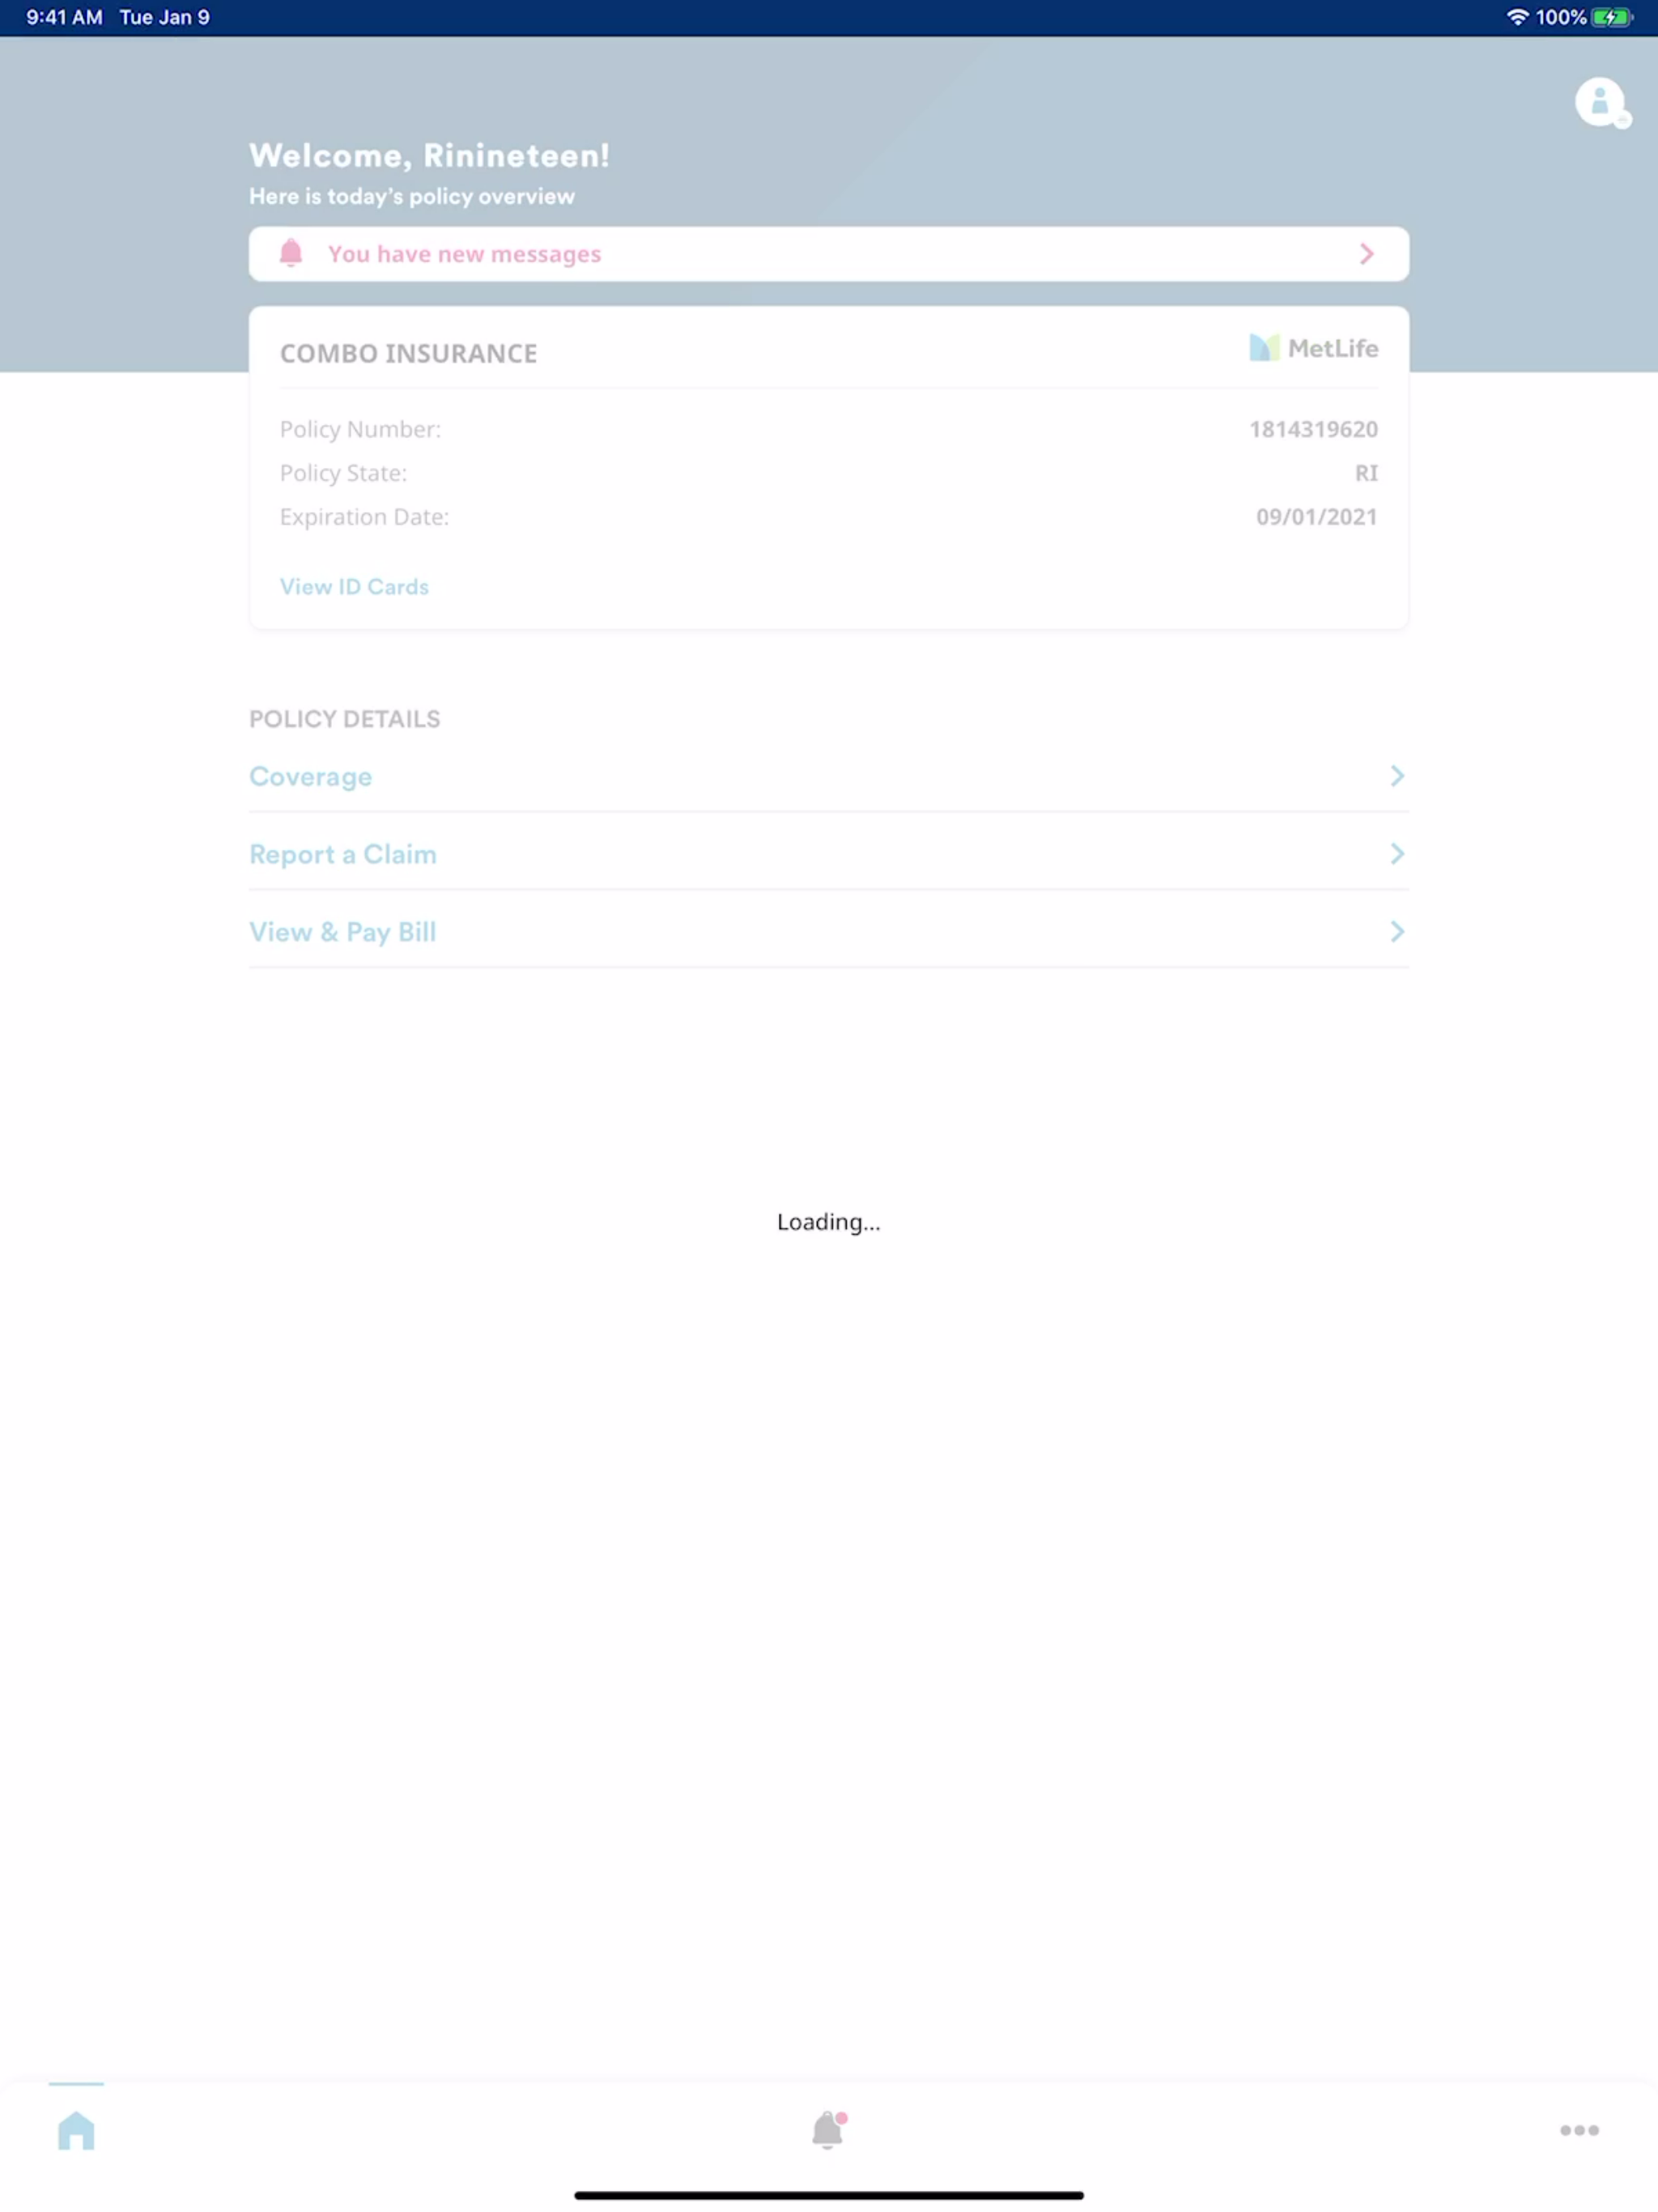 9:41 AM Tue Jan 9
100%
Welcome, Rinineteen!
Here is today's policy overview
You have new messages
COMBO INSURANCE
MetLife
Policy Number: 1814319620
Policy State: RI
Expiration Date: 09/01/2021
View ID Cards
POLICY DETAILS
Coverage
Report a Claim
View & Pay Bill
Loading...